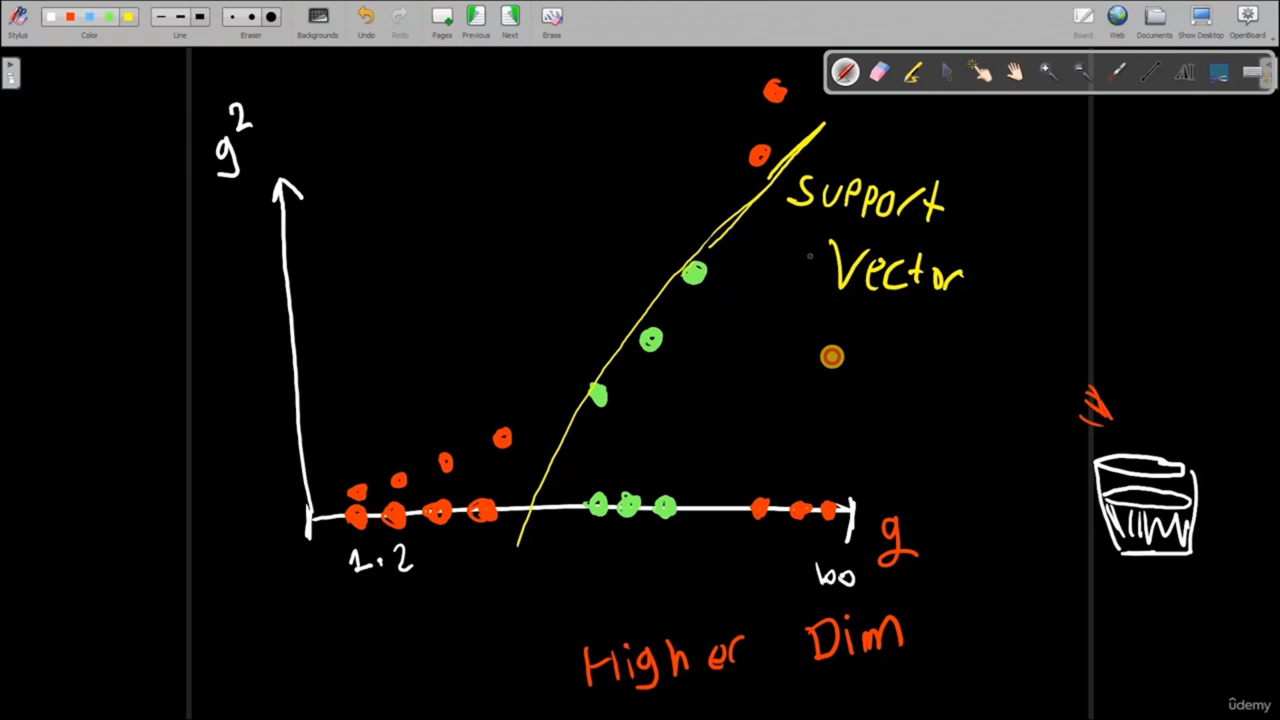 Stylus
Color
Line
Eraser
Backgrounds
Undo
Redo
Pages
Previous
Next
Erase
Board
Web
Documents
Show Desktop
OpenBoard
g²
Support
Vector
1.2
g
Higher Dim
ûdemy